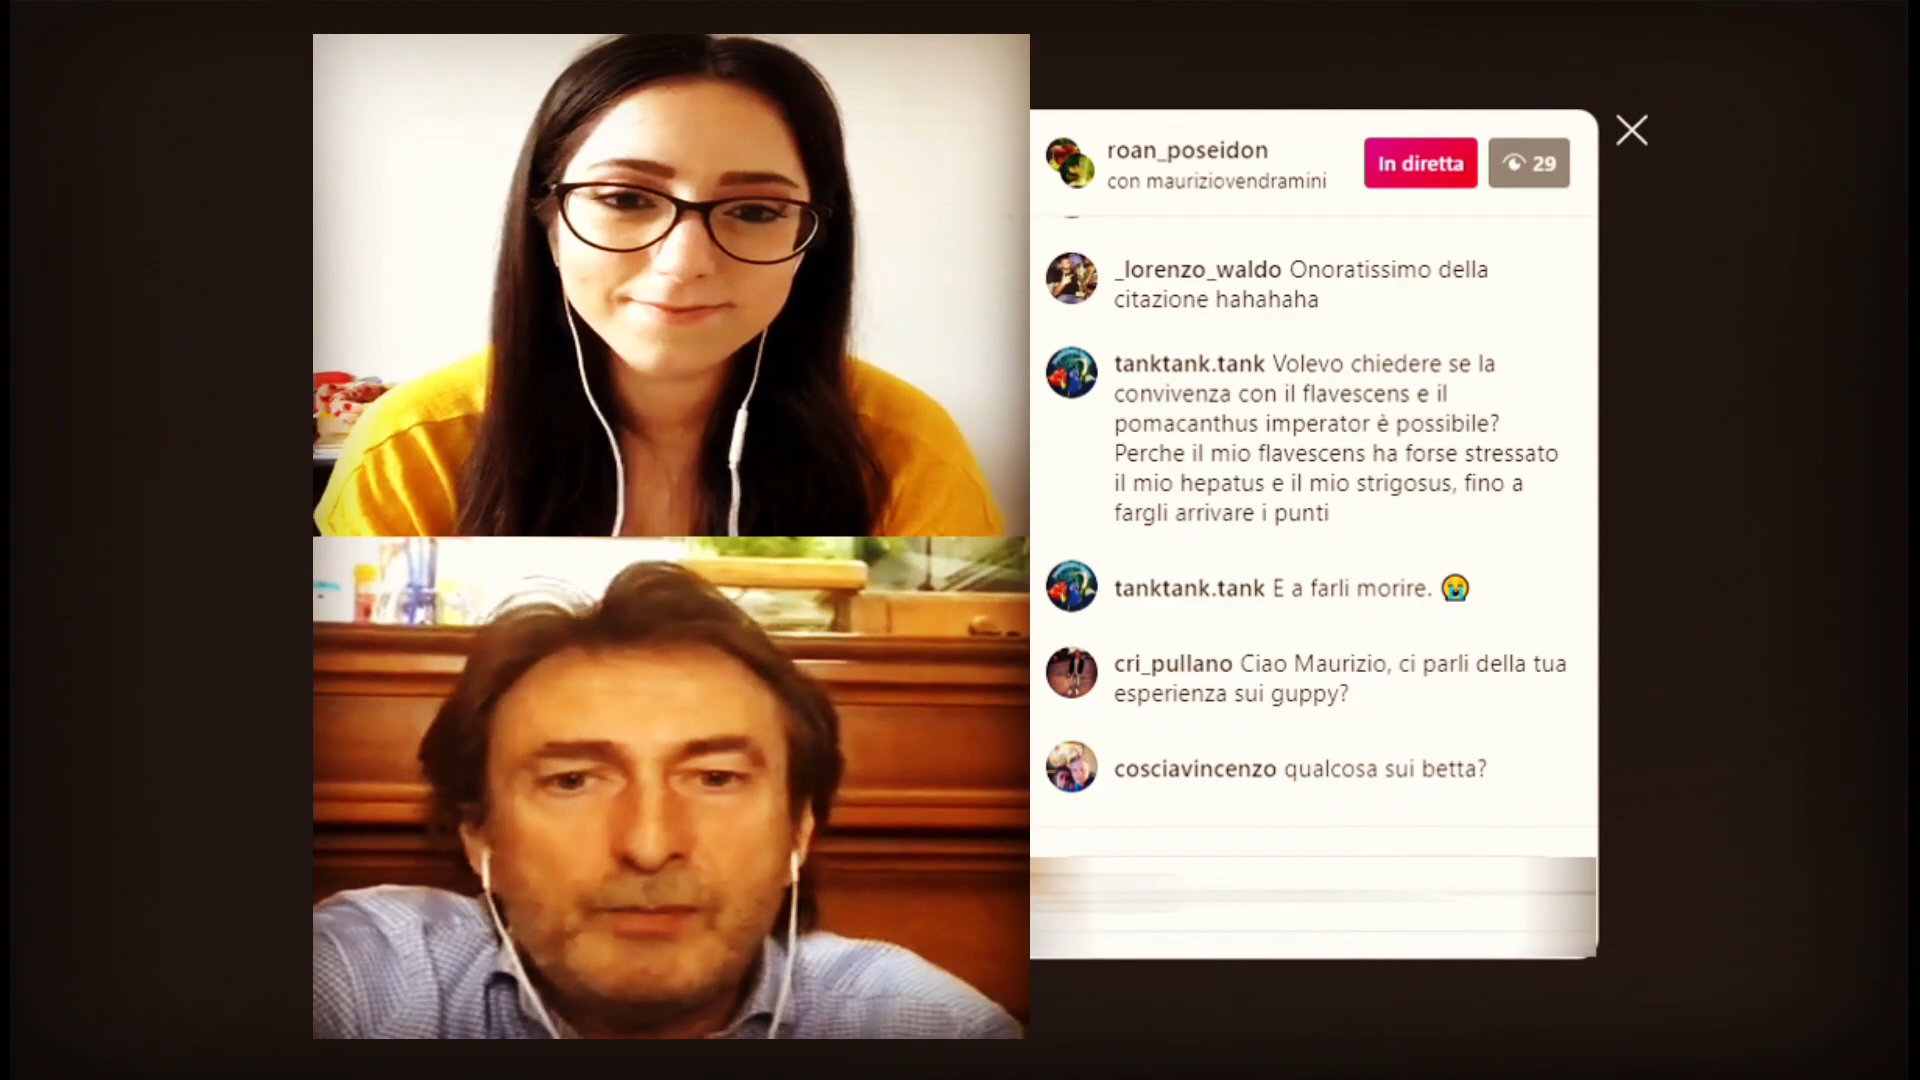 roan_poseidon
con mauriziovendramini
In diretta
29
_lorenzo_waldo Onoratissimo della
citazione hahahaha
tanktank.tank Volevo chiedere se la
convivenza con il flavescens e il
pomacanthus imperator è possibile?
Perche il mio flavescens ha forse stressato
il mio hepatus e il mio strigosus, fino a
fargli arrivare i punti
tanktank.tank E a farli morire. 😭
cri_pullano Ciao Maurizio, ci parli della tua
esperienza sui guppy?
cosciavincenzo qualcosa sui betta?